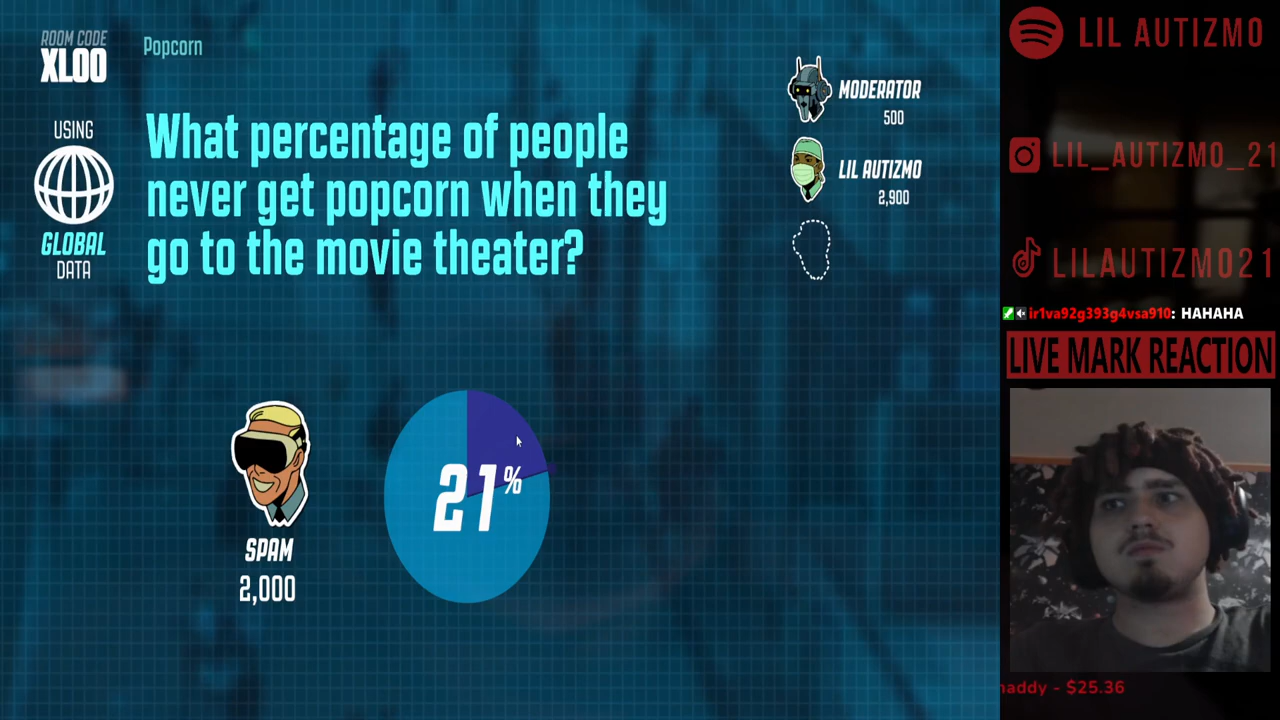 ROOM CODE
XLOO
Popcorn
USING
GLOBAL
DATA
What percentage of people
never get popcorn when they
go to the movie theater?
MODERATOR
500
LIL AUTIZMO
2,900
SPAM
2,000
21%
LIL AUTIZMO
LIL_AUTIZMO_21
LILAUTIZMO21
ir1va92g393g4vsa910: HAHAHA
LIVE MARK REACTION
addy - $25.36